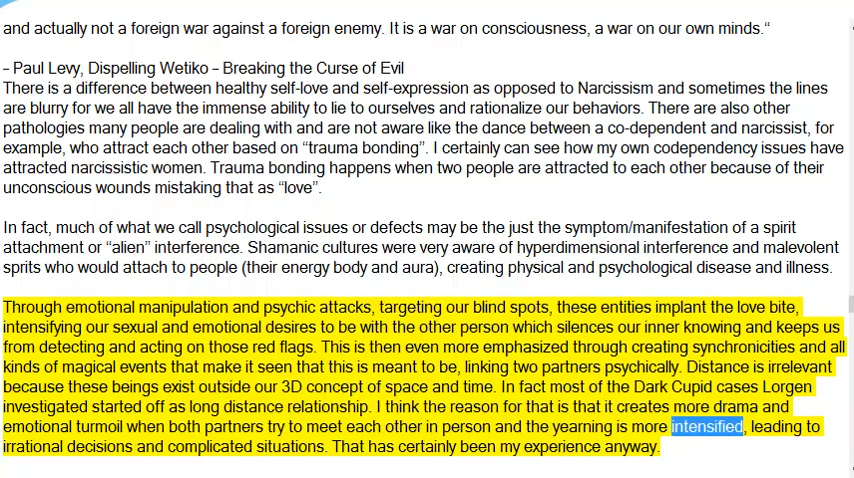 and actually not a foreign war against a foreign enemy. It is a war on consciousness, a war on our own minds.“
– Paul Levy, Dispelling Wetiko – Breaking the Curse of Evil
There is a difference between healthy self-love and self-expression as opposed to Narcissism and sometimes the lines
are blurry for we all have the immense ability to lie to ourselves and rationalize our behaviors. There are also other
pathologies many people are dealing with and are not aware like the dance between a co-dependent and narcissist, for
example, who attract each other based on “trauma bonding”. I certainly can see how my own codependency issues have
attracted narcissistic women. Trauma bonding happens when two people are attracted to each other because of their
unconscious wounds mistaking that as “love”.
In fact, much of what we call psychological issues or defects may be the just the symptom/manifestation of a spirit
attachment or “alien” interference. Shamanic cultures were very aware of hyperdimensional interference and malevolent
sprits who would attach to people (their energy body and aura), creating physical and psychological disease and illness.
Through emotional manipulation and psychic attacks, targeting our blind spots, these entities implant the love bite,
intensifying our sexual and emotional desires to be with the other person which silences our inner knowing and keeps us
from detecting and acting on those red flags. This is then even more emphasized through creating synchronicities and all
kinds of magical events that make it seen that this is meant to be, linking two partners psychically. Distance is irrelevant
because these beings exist outside our 3D concept of space and time. In fact most of the Dark Cupid cases Lorgen
investigated started off as long distance relationship. I think the reason for that is that it creates more drama and
emotional turmoil when both partners try to meet each other in person and the yearning is more intensified, leading to
irrational decisions and complicated situations. That has certainly been my experience anyway.